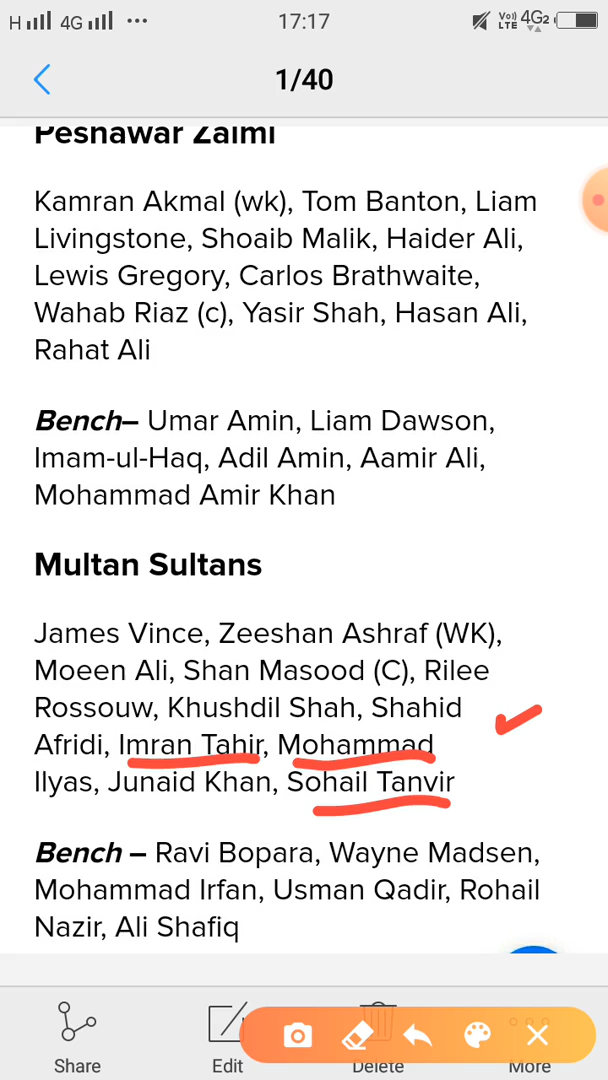 H 4G ... 17:17 Vo) LTE 4G2
1/40
Peshawar Zalmi
Kamran Akmal (wk), Tom Banton, Liam
Livingstone, Shoaib Malik, Haider Ali,
Lewis Gregory, Carlos Brathwaite,
Wahab Riaz (c), Yasir Shah, Hasan Ali,
Rahat Ali
Bench– Umar Amin, Liam Dawson,
Imam-ul-Haq, Adil Amin, Aamir Ali,
Mohammad Amir Khan
Multan Sultans
James Vince, Zeeshan Ashraf (WK),
Moeen Ali, Shan Masood (C), Rilee
Rossouw, Khushdil Shah, Shahid
Afridi, Imran Tahir, Mohammad
Ilyas, Junaid Khan, Sohail Tanvir
Bench – Ravi Bopara, Wayne Madsen,
Mohammad Irfan, Usman Qadir, Rohail
Nazir, Ali Shafiq
Share Edit Delete More